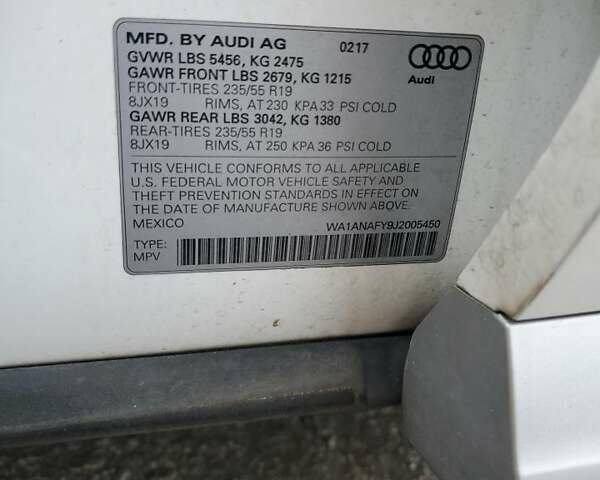 MFD. BY AUDI AG 0217
GVWR LBS 5456, KG 2475
GAWR FRONT LBS 2679, KG 1215
FRONT-TIRES 235/55 R19
8JX19 RIMS, AT 230 KPA 33 PSI COLD
GAWR REAR LBS 3042, KG 1380
REAR-TIRES 235/55 R19
8JX19 RIMS, AT 250 KPA 36 PSI COLD
Audi
THIS VEHICLE CONFORMS TO ALL APPLICABLE
U.S. FEDERAL MOTOR VEHICLE SAFETY AND
THEFT PREVENTION STANDARDS IN EFFECT ON
THE DATE OF MANUFACTURE SHOWN ABOVE.
MEXICO WA1ANAFY9J2005450
TYPE:
MPV